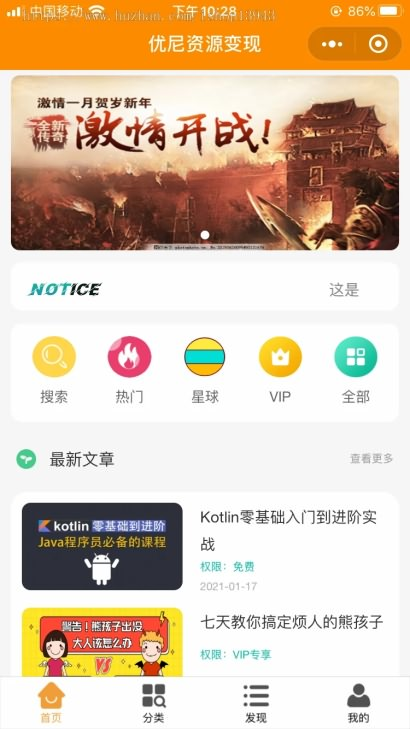 中国移动
下午10:28
86%
优尼资源变现
激情一月贺岁新年
全新传奇
激情开战!
NOTICE
这是
搜索
热门
星球
VIP
全部
最新文章
查看更多
kotlin 零基础到进阶
Java程序员必备的课程
Kotlin零基础入门到进阶实
战
权限：免费
2021-01-17
警告！熊孩子出没
大人该怎么办
VS
七天教你搞定烦人的熊孩子
权限：VIP专享
首页
分类
发现
我的